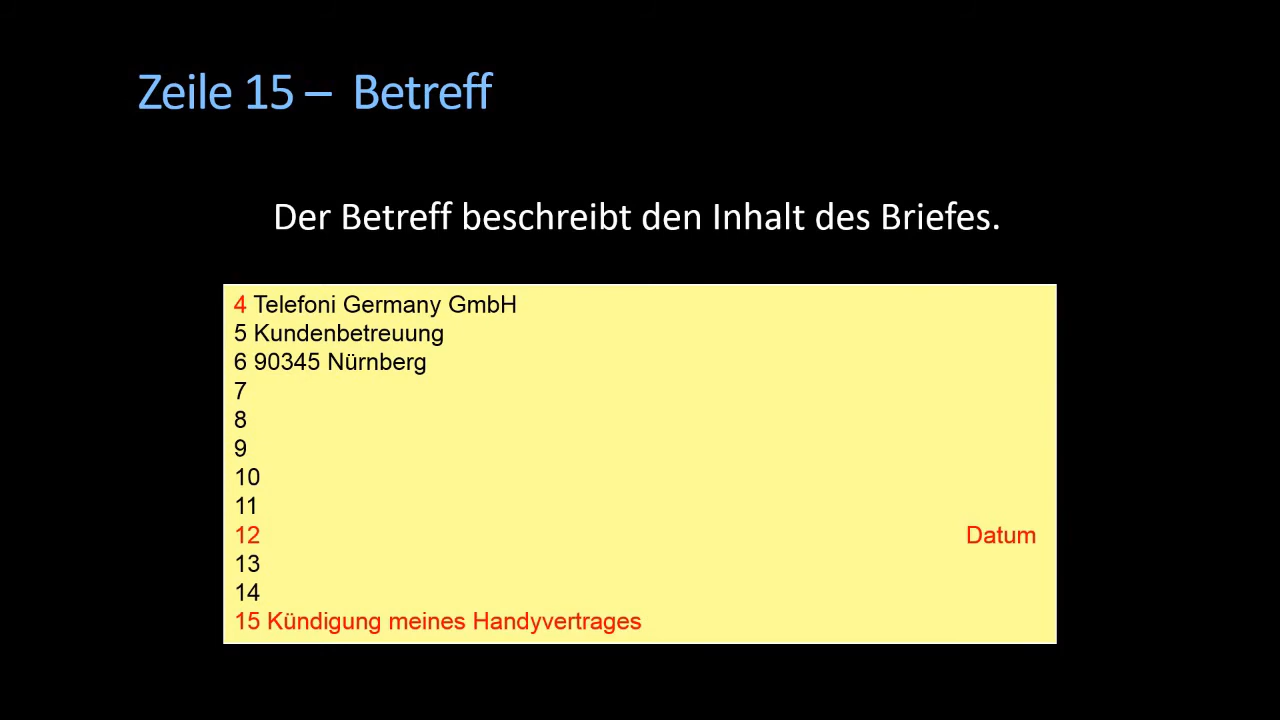 Zeile 15 – Betreff
Der Betreff beschreibt den Inhalt des Briefes.
4 Telefoni Germany GmbH
5 Kundenbetreuung
6 90345 Nürnberg
7
8
9
10
11
12 Datum
13
14
15 Kündigung meines Handyvertrages